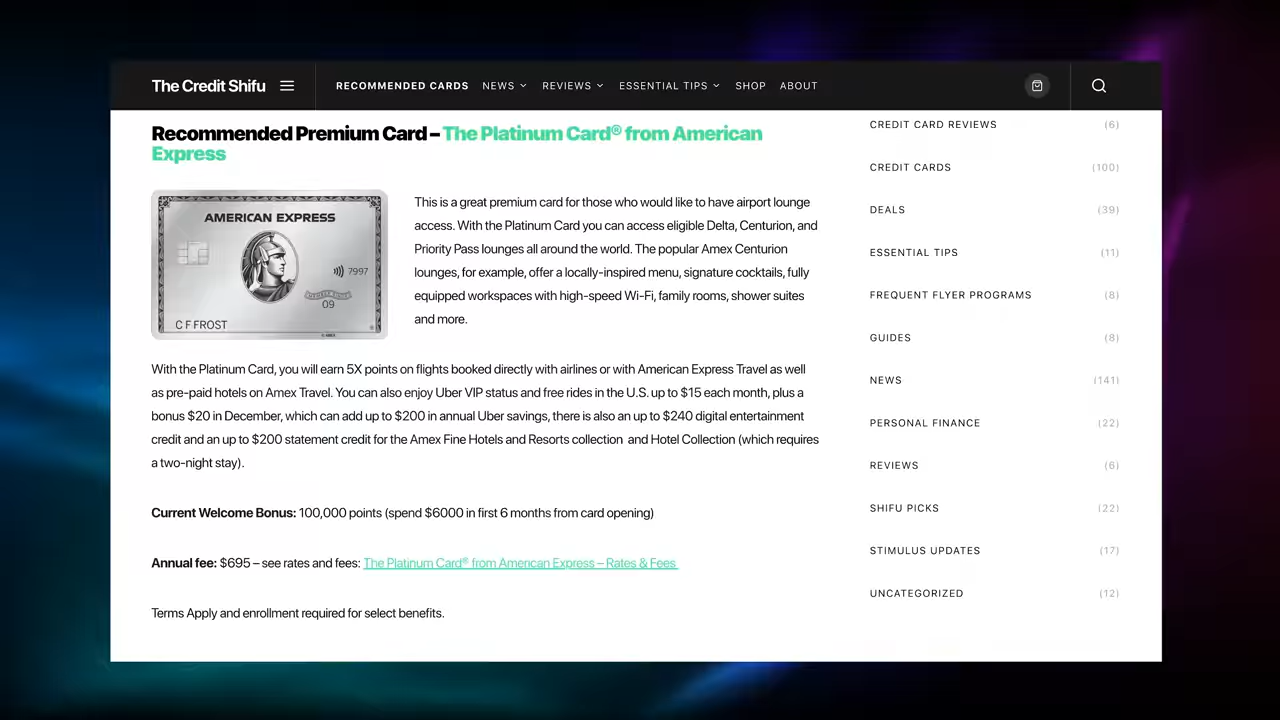 The Credit Shifu
RECOMMENDED CARDS NEWS REVIEWS ESSENTIAL TIPS SHOP ABOUT
Recommended Premium Card – The Platinum Card® from American
Express
AMERICAN EXPRESS
7997
09
C F FROST
This is a great premium card for those who would like to have airport lounge
access. With the Platinum Card you can access eligible Delta, Centurion, and
Priority Pass lounges all around the world. The popular Amex Centurion
lounges, for example, offer a locally-inspired menu, signature cocktails, fully
equipped workspaces with high-speed Wi-Fi, family rooms, shower suites
and more.
With the Platinum Card, you will earn 5X points on flights booked directly with airlines or with American Express Travel as well
as pre-paid hotels on Amex Travel. You can also enjoy Uber VIP status and free rides in the U.S. up to $15 each month, plus a
bonus $20 in December, which can add up to $200 in annual Uber savings, there is also an up to $240 digital entertainment
credit and an up to $200 statement credit for the Amex Fine Hotels and Resorts collection and Hotel Collection (which requires
a two-night stay).
Current Welcome Bonus: 100,000 points (spend $6000 in first 6 months from card opening)
Annual fee: $695 – see rates and fees: The Platinum Card® from American Express – Rates & Fees
Terms Apply and enrollment required for select benefits.
CREDIT CARD REVIEWS (6)
CREDIT CARDS (100)
DEALS (39)
ESSENTIAL TIPS (11)
FREQUENT FLYER PROGRAMS (8)
GUIDES (8)
NEWS (141)
PERSONAL FINANCE (22)
REVIEWS (6)
SHIFU PICKS (22)
STIMULUS UPDATES (17)
UNCATEGORIZED (12)